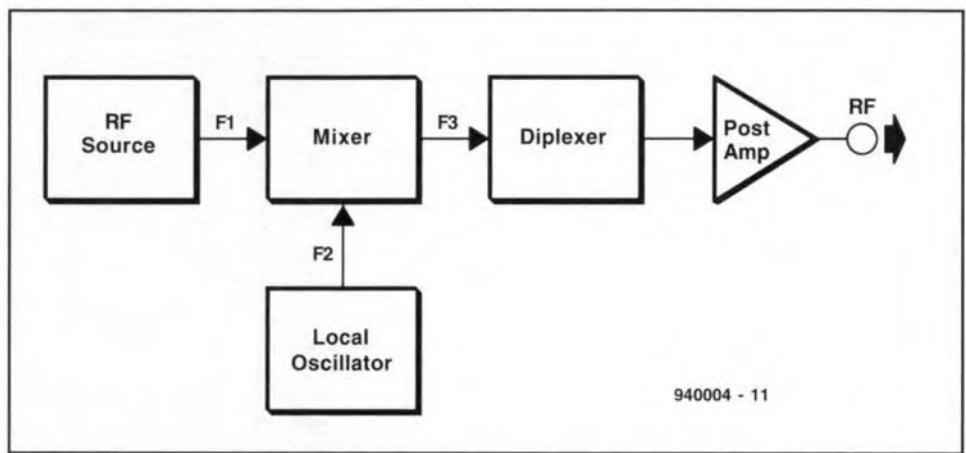 RF
Source
F1
Mixer
F3
Diplexer
Post
Amp
RF
F2
Local
Oscillator
940004 - 11